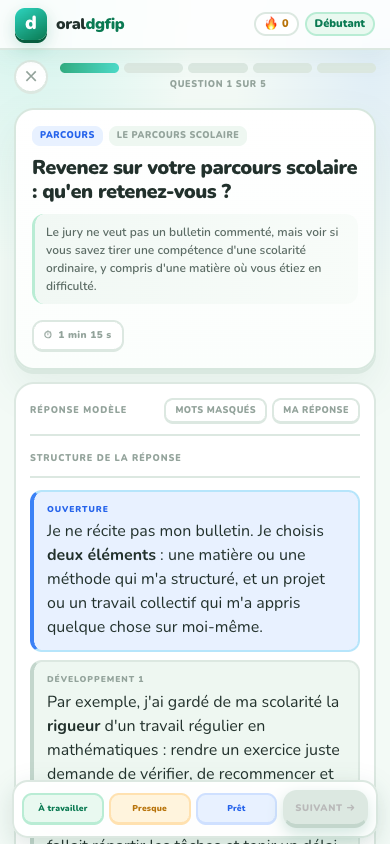 d oraldgfip 🔥 0 Débutant
QUESTION 1 SUR 5
PARCOURS LE PARCOURS SCOLAIRE
Revenez sur votre parcours scolaire
: qu'en retenez-vous ?
Le jury ne veut pas un bulletin commenté, mais voir si
vous savez tirer une compétence d'une scolarité
ordinaire, y compris d'une matière où vous étiez en
difficulté.
⏱ 1 min 15 s
RÉPONSE MODÈLE MOTS MASQUÉS MA RÉPONSE
STRUCTURE DE LA RÉPONSE
OUVERTURE
Je ne récite pas mon bulletin. Je choisis
deux éléments : une matière ou une
méthode qui m'a structuré, et un projet
ou un travail collectif qui m'a appris
quelque chose sur moi-même.
DÉVELOPPEMENT 1
Par exemple, j'ai gardé de ma scolarité la
rigueur d'un travail régulier en
mathématiques : rendre un exercice juste
demande de vérifier, de recommencer et
À travailler Presque Prêt SUIVANT →